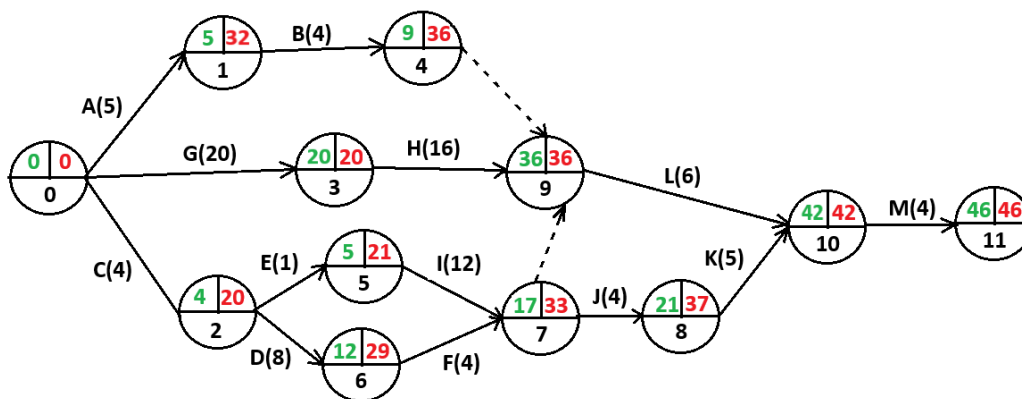 5 32
1
B(4)
9 36
4
A(5)
0 0
0
G(20)
20 20
3
H(16)
36 36
9
L(6)
42 42
10
M(4)
46 46
11
C(4)
4 20
2
E(1)
5 21
5
I(12)
D(8)
12 29
6
F(4)
17 33
7
J(4)
21 37
8
K(5)